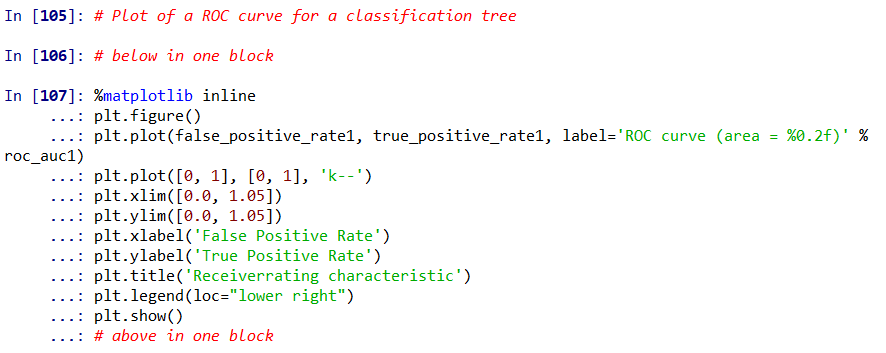 In [105]: # Plot of a ROC curve for a classification tree
In [106]: # below in one block
In [107]: %matplotlib inline
...: plt.figure()
...: plt.plot(false_positive_rate1, true_positive_rate1, label='ROC curve (area = %0.2f)' %
roc_auc1)
...: plt.plot([0, 1], [0, 1], 'k--')
...: plt.xlim([0.0, 1.05])
...: plt.ylim([0.0, 1.05])
...: plt.xlabel('False Positive Rate')
...: plt.ylabel('True Positive Rate')
...: plt.title('Receiverrating characteristic')
...: plt.legend(loc="lower right")
...: plt.show()
...: # above in one block